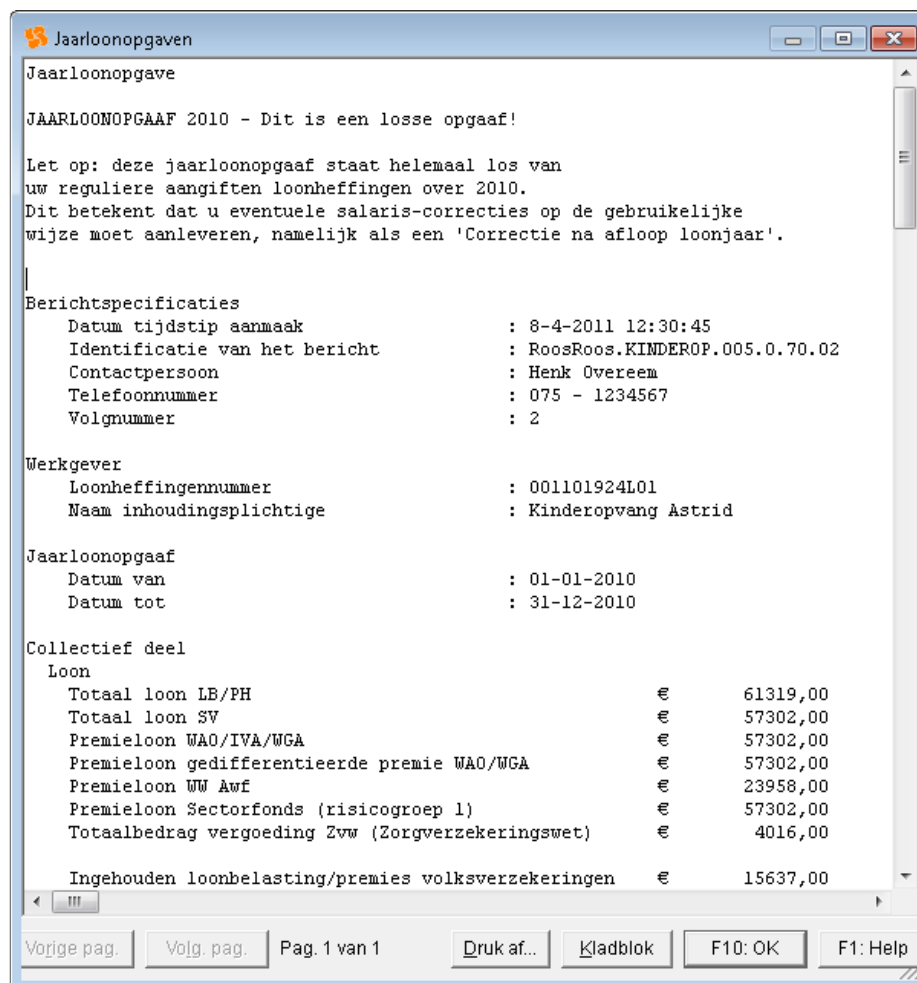 Jaarloonopgaven
Jaarloonopgave
JAARLOONOPGAAF 2010 - Dit is een losse opgaaf!
Let op: deze jaarloonopgaaf staat helemaal los van
uw reguliere aangiften loonheffingen over 2010.
Dit betekent dat u eventuele salaris-correcties op de gebruikelijke
wijze moet aanleveren, namelijk als een 'Correctie na afloop loonjaar'.
Berichtspecificaties
Datum tijdstip aanmaak : 8-4-2011 12:30:45
Identificatie van het bericht : RoosRoos.KINDEROP.005.0.70.02
Contactpersoon : Henk Overeem
Telefoonnummer : 075 - 1234567
Volgnummer : 2
Werkgever
Loonheffingennummer : 001101924L01
Naam inhoudingsplichtige : Kinderopvang Astrid
Jaarloonopgaaf
Datum van : 01-01-2010
Datum tot : 31-12-2010
Collectief deel
Loon
Totaal loon LB/PH € 61319,00
Totaal loon SV € 57302,00
Premieloon WAO/IVA/WGA € 57302,00
Premieloon gedifferentieerde premie WAO/WGA € 57302,00
Premieloon WW Awf € 23958,00
Premieloon Sectorfonds (risicogroep 1) € 57302,00
Totaalbedrag vergoeding Zvw (Zorgverzekeringswet) € 4016,00
Ingehouden loonbelasting/premies volksverzekeringen € 15637,00
Vorige pag. Volg. pag. Pag. 1 van 1 Druk af... Kladblok F10: OK F1: Help